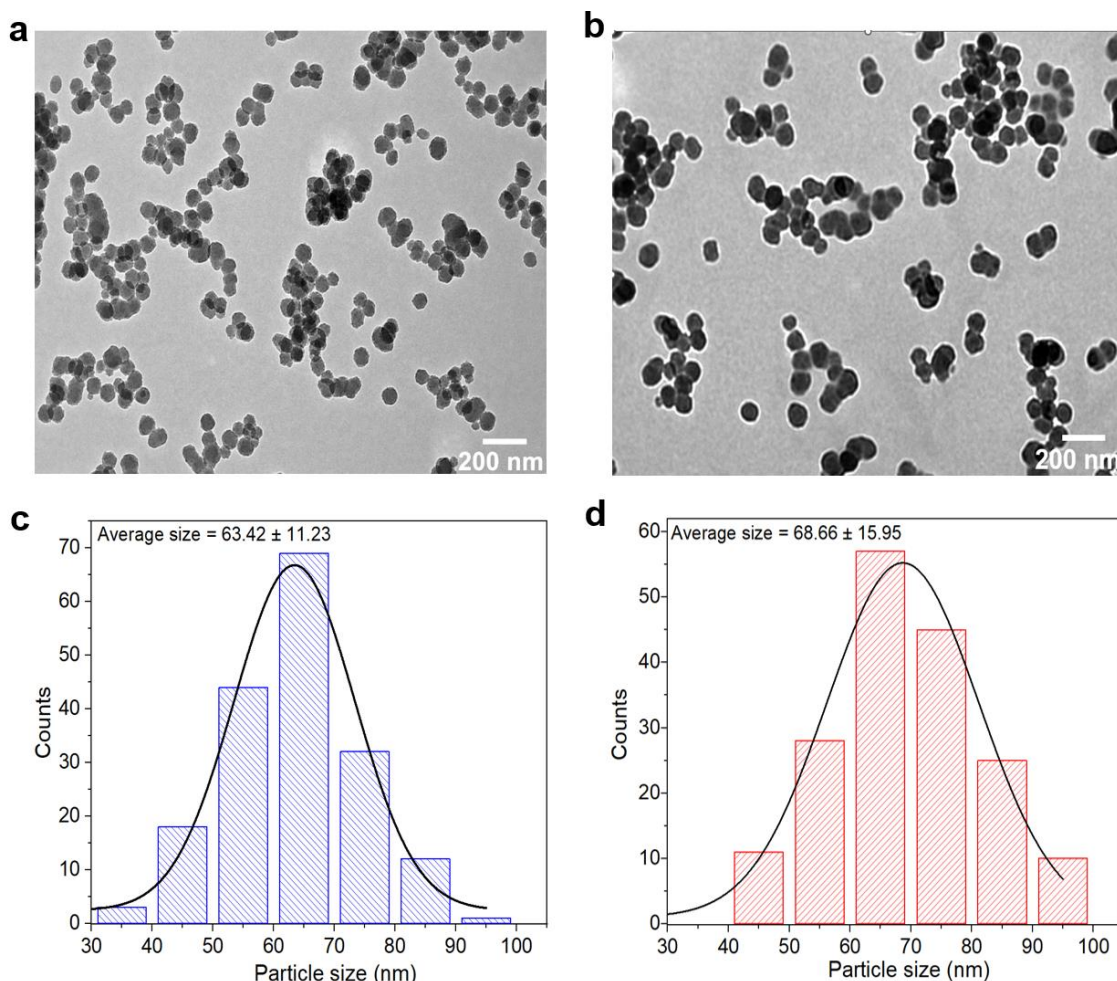 a
b
200 nm
200 nm
c
d
Average size = 63.42 ± 11.23
70
60
50
40
30
20
10
0
Counts
30 40 50 60 70 80 90 100
Particle size (nm)
Average size = 68.66 ± 15.95
60
50
40
30
20
10
0
Counts
30 40 50 60 70 80 90 100
Particle size (nm)